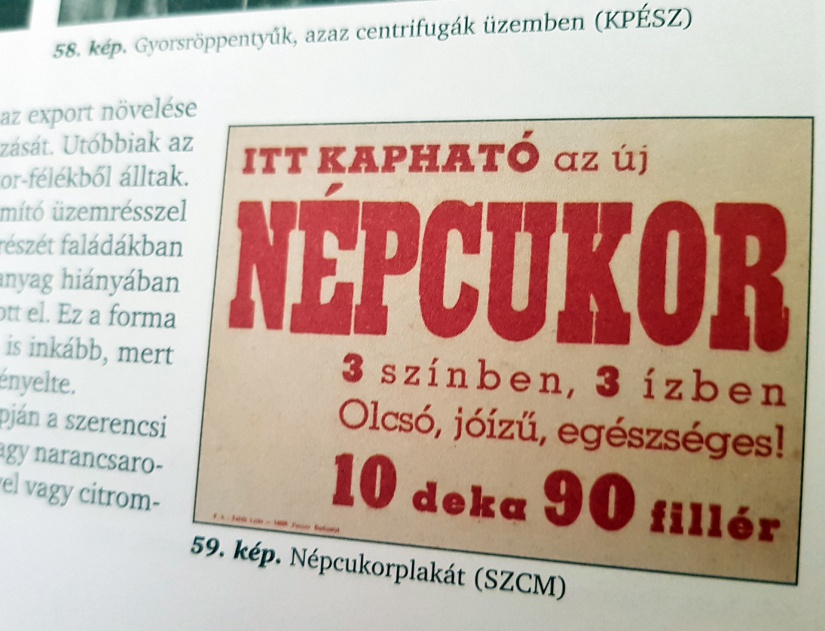 58. kép. Gyorsröppentyűk, azaz centrifugák üzemben (KPÉSZ)
az export növelése
zását. Utóbbiak az
or-félékből álltak.
mító üzemrésszel
részét faládákban
anyag hiányában
ott el. Ez a forma
is inkább, mert
ényelte.
pján a szerencsi
agy narancsaro-
el vagy citrom-
ITT KAPHATÓ az új
NÉPCUKOR
3 színben, 3 ízben
Olcsó, jóízű, egészséges!
10 deka 90 fillér
59. kép. Népcukorplakát (SZCM)